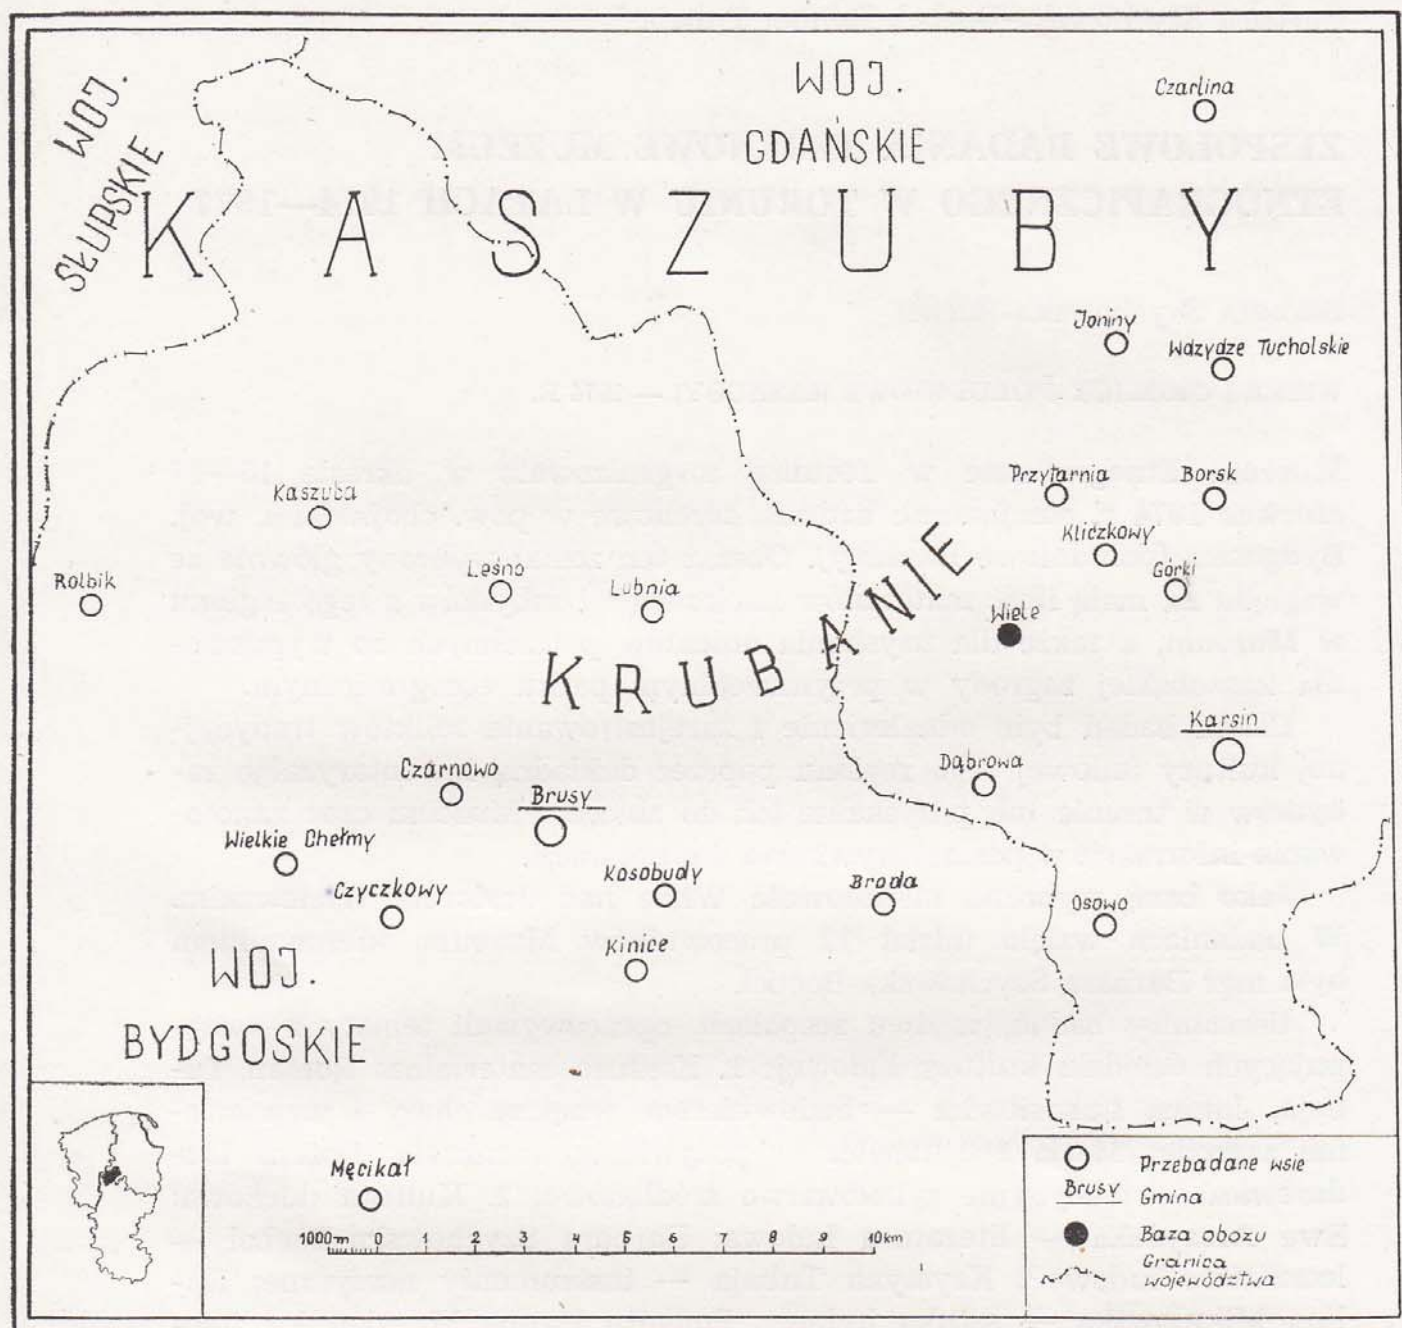 WOJ.
SŁUPSKIE
WOJ.
GDAŃSKIE
Czarlina
KASZUBY
Joniny
Wdzydze Tucholskie
Kaszuba
Przytarnia
Borsk
Kliczkowy
Rolbik
Leśno
Lubnia
Górki
Wiele
KRUBANIE
Karsin
Czarnowo
Brusy
Dąbrowa
Wielkie Chełmy
Czyczkowy
Kosobudy
Broda
Osowo
Kinice
WOJ.
BYDGOSKIE
Męcikał
1000m 0 1 2 3 4 5 6 7 8 9 10km
Przebadane wsie
Brusy Gmina
Baza obozu
Granica
województwa